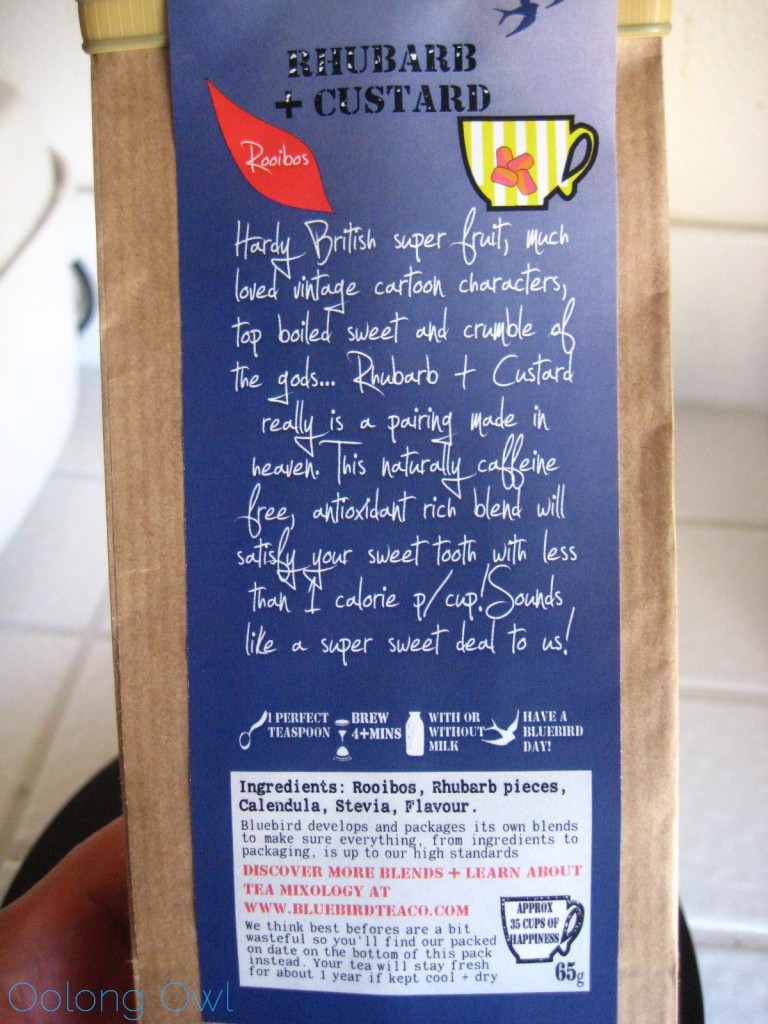 RHUBARB
+ CUSTARD
Rooibos
Hardy British super fruit, much
loved vintage cartoon characters,
top boiled sweet and crumble of
the gods... Rhubarb + Custard
really is a pairing made in
heaven. This naturally caffeine
free, antioxidant rich blend will
satisfy your sweet tooth with less
than 1 calorie p/cup! Sounds
like a super sweet deal to us!
1 PERFECT
TEASPOON
BREW
4+MINS
WITH OR
WITHOUT
MILK
HAVE A
BLUEBIRD
DAY!
Ingredients: Rooibos, Rhubarb pieces,
Calendula, Stevia, Flavour.
Bluebird develops and packages its own blends
to make sure everything, from ingredients to
packaging, is up to our high standards
DISCOVER MORE BLENDS + LEARN ABOUT
TEA MIXOLOGY AT
WWW.BLUEBIRDTEACO.COM
We think best befores are a bit
wasteful so you'll find our packed
on date on the bottom of this pack
instead. Your tea will stay fresh
for about 1 year if kept cool + dry
APPROX
35 CUPS OF
HAPPINESS
65g
Oolong Owl